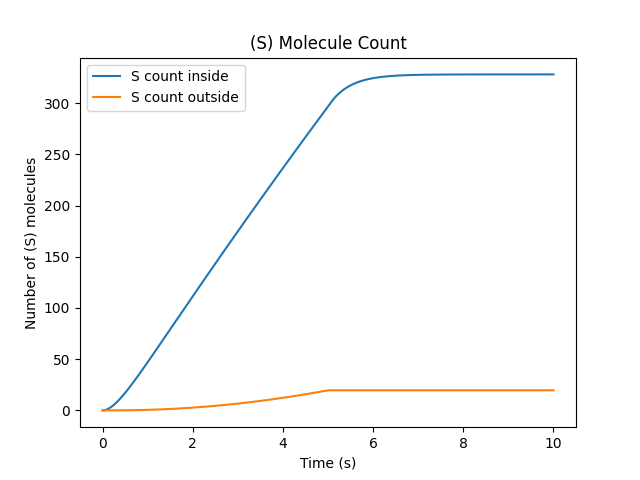 (S) Molecule Count
S count inside
S count outside
Number of (S) molecules
300
250
200
150
100
50
0
0 2 4 6 8 10
Time (s)